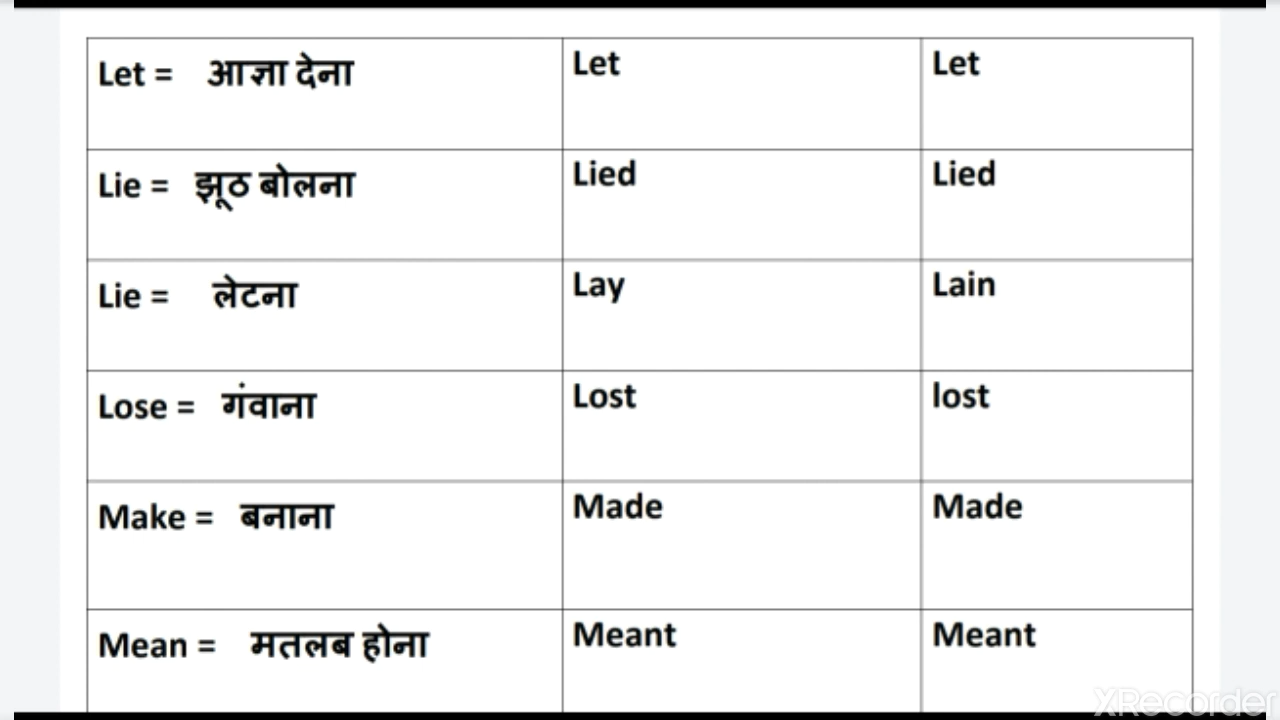 Let = आज्ञा देना Let Let
Lie = झूठ बोलना Lied Lied
Lie = लेटना Lay Lain
Lose = गंवाना Lost lost
Make = बनाना Made Made
Mean = मतलब होना Meant Meant
XRecorder